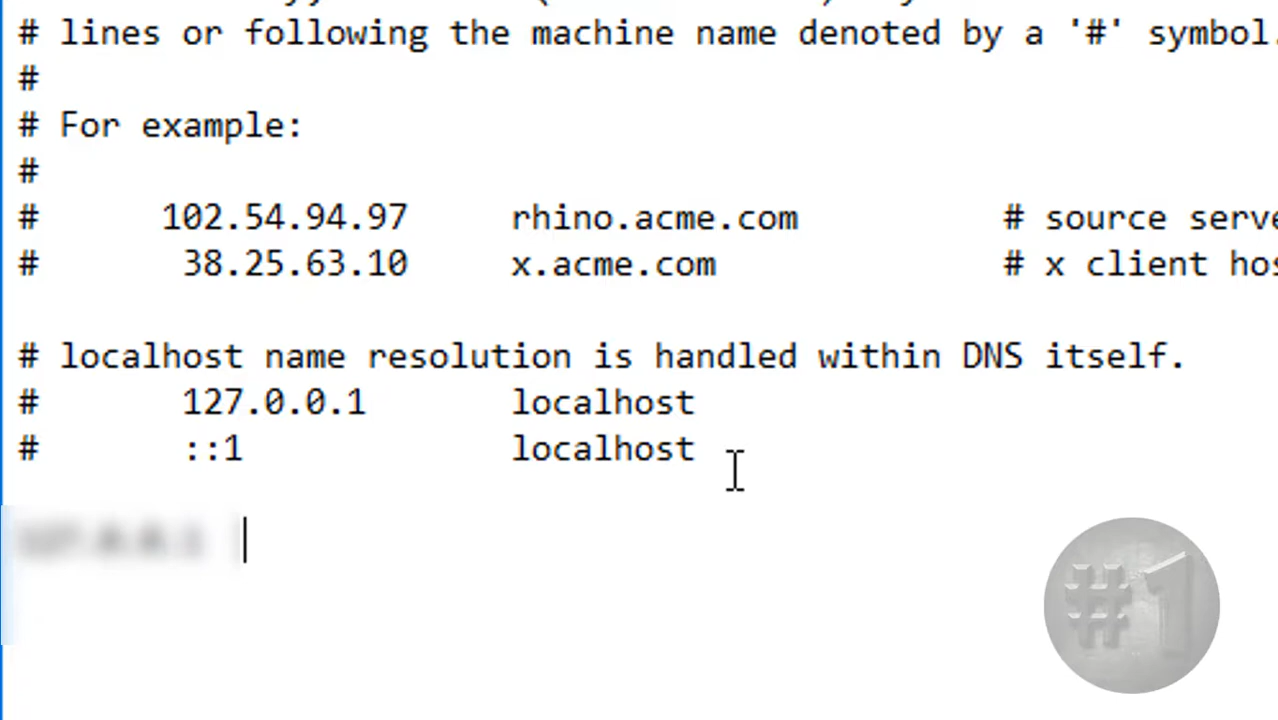 # lines or following the machine name denoted by a '#' symbol.
#
# For example:
#
# 102.54.94.97 rhino.acme.com # source serve
# 38.25.63.10 x.acme.com # x client hos
# localhost name resolution is handled within DNS itself.
# 127.0.0.1 localhost
# ::1 localhost
#1